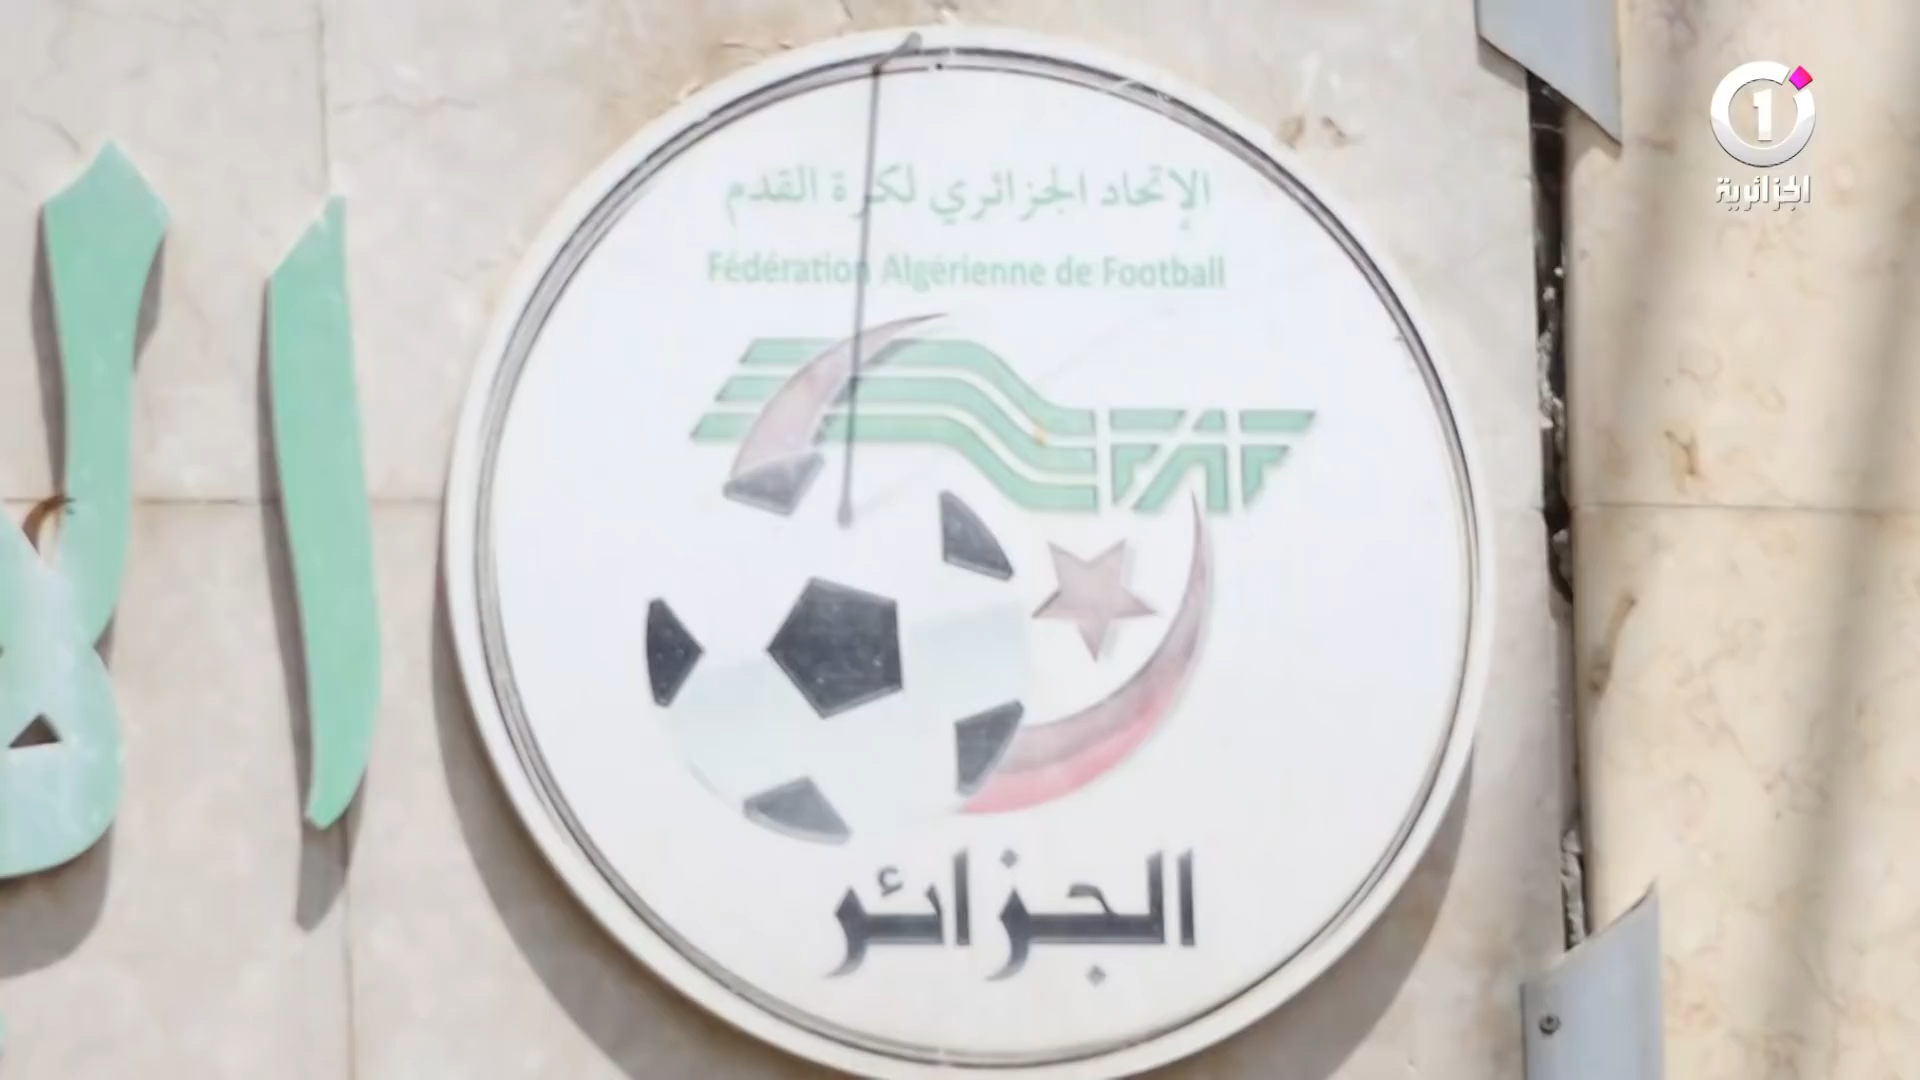 الإتحاد الجزائري لكرة القدم
Fédération Algérienne de Football
FAF
الجزائر
1
الجزائرية